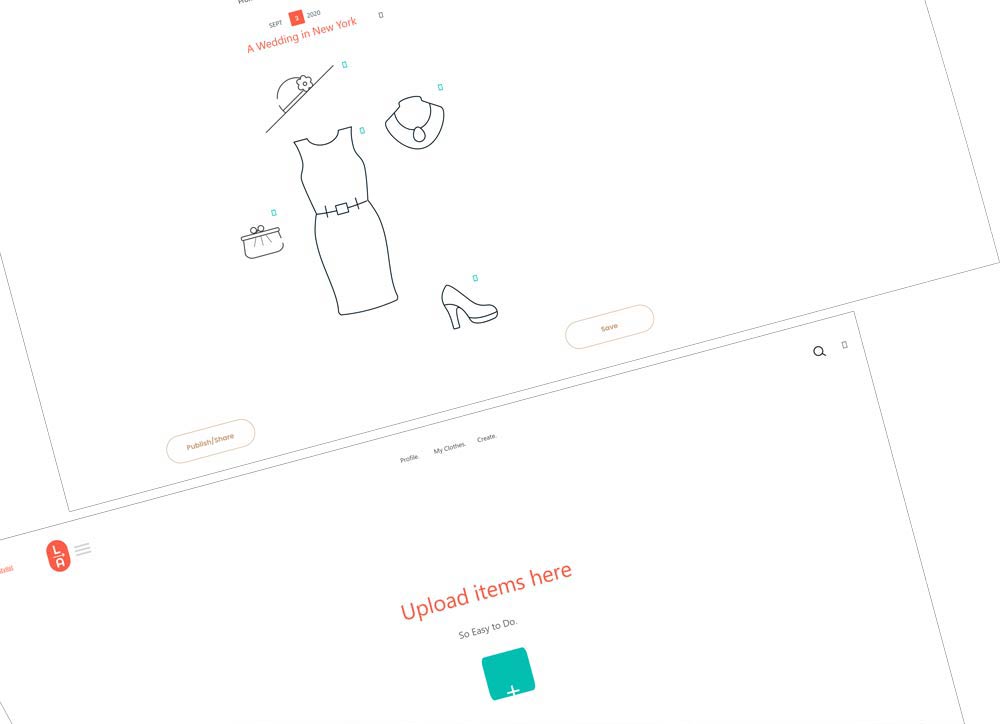 SEPT 2 2020
A Wedding in New York
Save
Publish/Share
Profile. My Clothes. Create.
L
A
Upload items here
So Easy to Do.
+